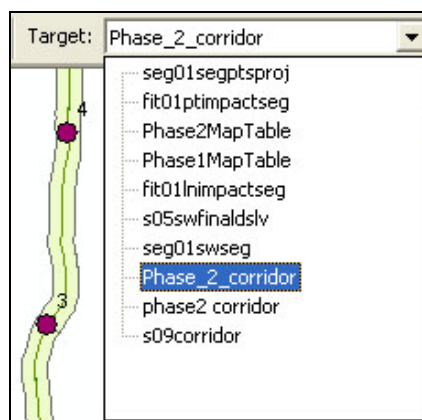 Target: Phase_2_corridor
seg01segptsproj
4
fit01ptimpactseg
Phase2MapTable
Phase1MapTable
fit01lnimpactseg
s05swfinaldslv
seg01swseg
Phase_2_corridor
3
phase2 corridor
s09corridor